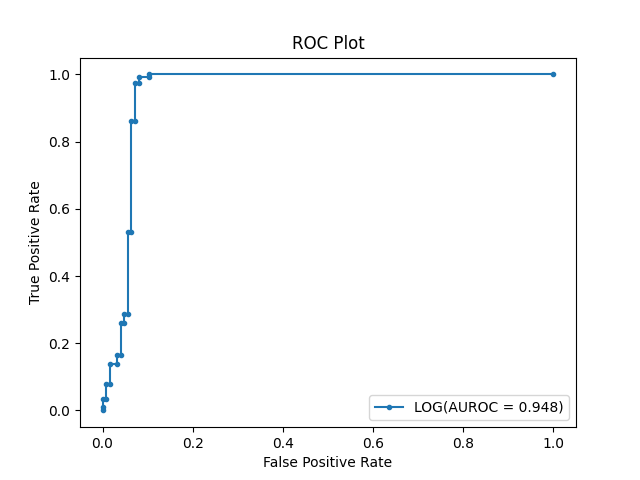 ROC Plot
True Positive Rate
1.0
0.8
0.6
0.4
0.2
0.0
LOG(AUROC = 0.948)
0.0 0.2 0.4 0.6 0.8 1.0
False Positive Rate